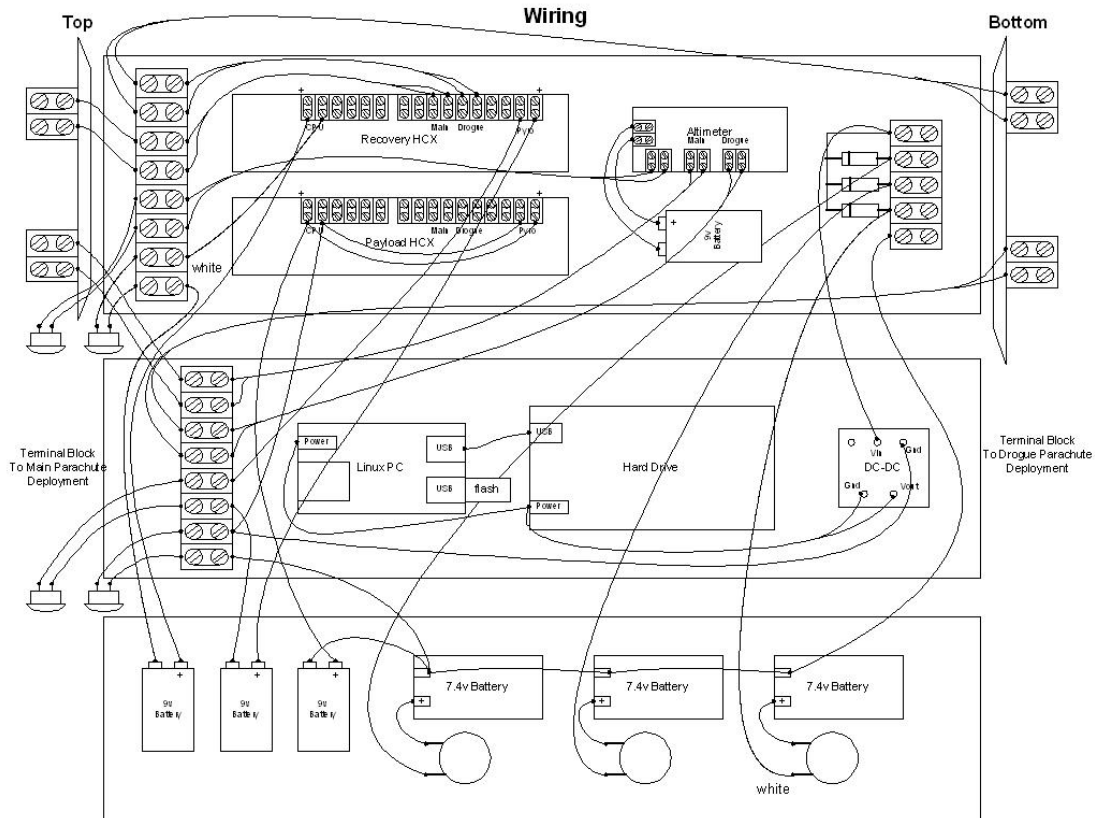 Wiring
Top
Bottom
+
+
CPU
Main
Drogue
Pyro
Recovery HCX
Altimeter
Main
Drogue
+
+
CPU
Main
Drogue
Pyro
Payload HCX
+
9v
Battery
white
Terminal Block
To Main Parachute
Deployment
Power
USB
Linux PC
USB
flash
USB
Hard Drive
Power
Vin
Gnd
DC-DC
Gnd
Vout
Terminal Block
To Drogue Parachute
Deployment
+
9v
Battery
+
9v
Battery
+
9v
Battery
7.4v Battery
+
7.4v Battery
+
7.4v Battery
+
white